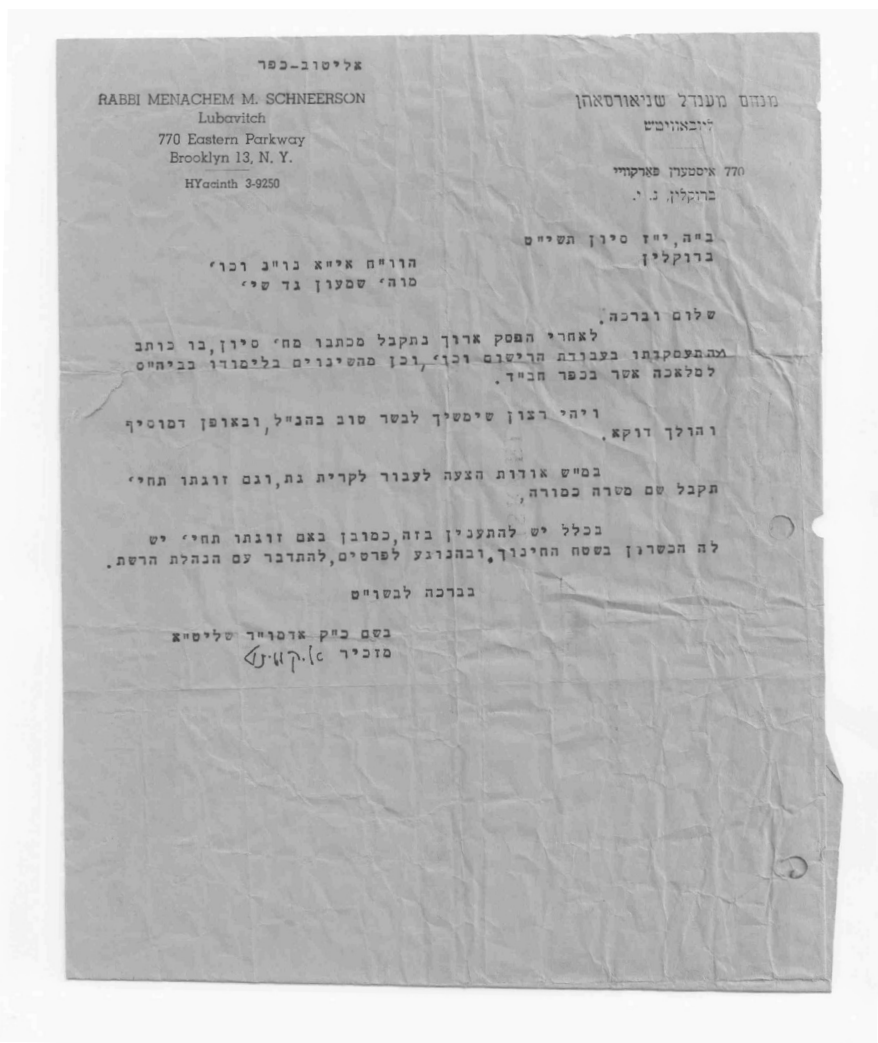 אליטוב-כפר
RABBI MENACHEM M. SCHNEERSON
Lubavitch
770 Eastern Parkway
Brooklyn 13, N. Y.
HYacinth 3-9250
מנחם מענדל שניאורסאהן
ליובאוויטש
770 איסטערן פארקוויי
ברוקלין, נ. י.
ב"ה, י"ז סיון תשי"ט
ברוקלין
הוו"ח אי"א נו"נ וכו'
מוה' שמעון גד שי'
שלום וברכה.
לאחרי הפסק ארוך נתקבל מכתבו מח' סיון, בו כותב
מהתעסקותו בעבודת הרישום וכו', וכן מהשינוים בלימודו בביה"ס
למלאכה אשר בכפר חב"ד.
ויהי רצון שימשיך לבשר טוב בהנ"ל, ובאופן דמוסיף
והולך דוקא.
במ"ש אודות הצעה לעבור לקרית גת, וגם זוגתו תחי'
תקבל שם משרה כמורה,
בכלל יש להתענין בזה, כמובן באם זוגתו תחי' יש
לה הכשרון בשטח החינוך. ובהנוגע לפרטים, להתדבר עם הנהלת הרשת.
בברכה לבשו"ט
בשם כ"ק אדמו"ר שליט"א
מזכיר